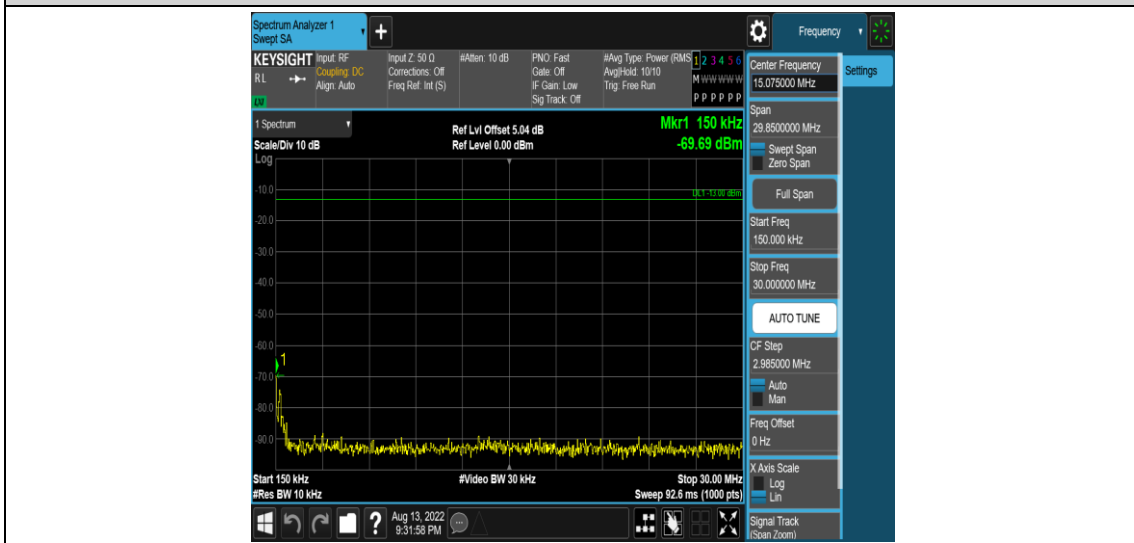 Spectrum Analyzer 1
Swept SA
+
Frequency
KEYSIGHT
RL
Input: RF
Coupling: DC
Align: Auto
Input Z: 50 Ω
Corrections: Off
Freq Ref: Int (S)
#Atten: 10 dB
PNO: Fast
Gate: Off
IF Gain: Low
Sig Track: Off
#Avg Type: Power (RMS
Avg|Hold: 10/10
Trig: Free Run
1 2 3 4 5 6
M W W W W W
P P P P P P
1 Spectrum
Scale/Div 10 dB
Ref Lvl Offset 5.04 dB
Ref Level 0.00 dBm
Mkr1 150 kHz
-69.69 dBm
Log
DL1 -13.00 dBm
-10.0
-20.0
-30.0
-40.0
-50.0
-60.0
-70.0
-80.0
-90.0
1
Start 150 kHz
#Res BW 10 kHz
#Video BW 30 kHz
Stop 30.00 MHz
Sweep 92.6 ms (1000 pts)
Center Frequency
15.075000 MHz
Settings
Span
29.8500000 MHz
Swept Span
Zero Span
Full Span
Start Freq
150.000 kHz
Stop Freq
30.000000 MHz
AUTO TUNE
CF Step
2.985000 MHz
Auto
Man
Freq Offset
0 Hz
X Axis Scale
Log
Lin
Signal Track
(Span Zoom)
?
Aug 13, 2022
9:31:58 PM